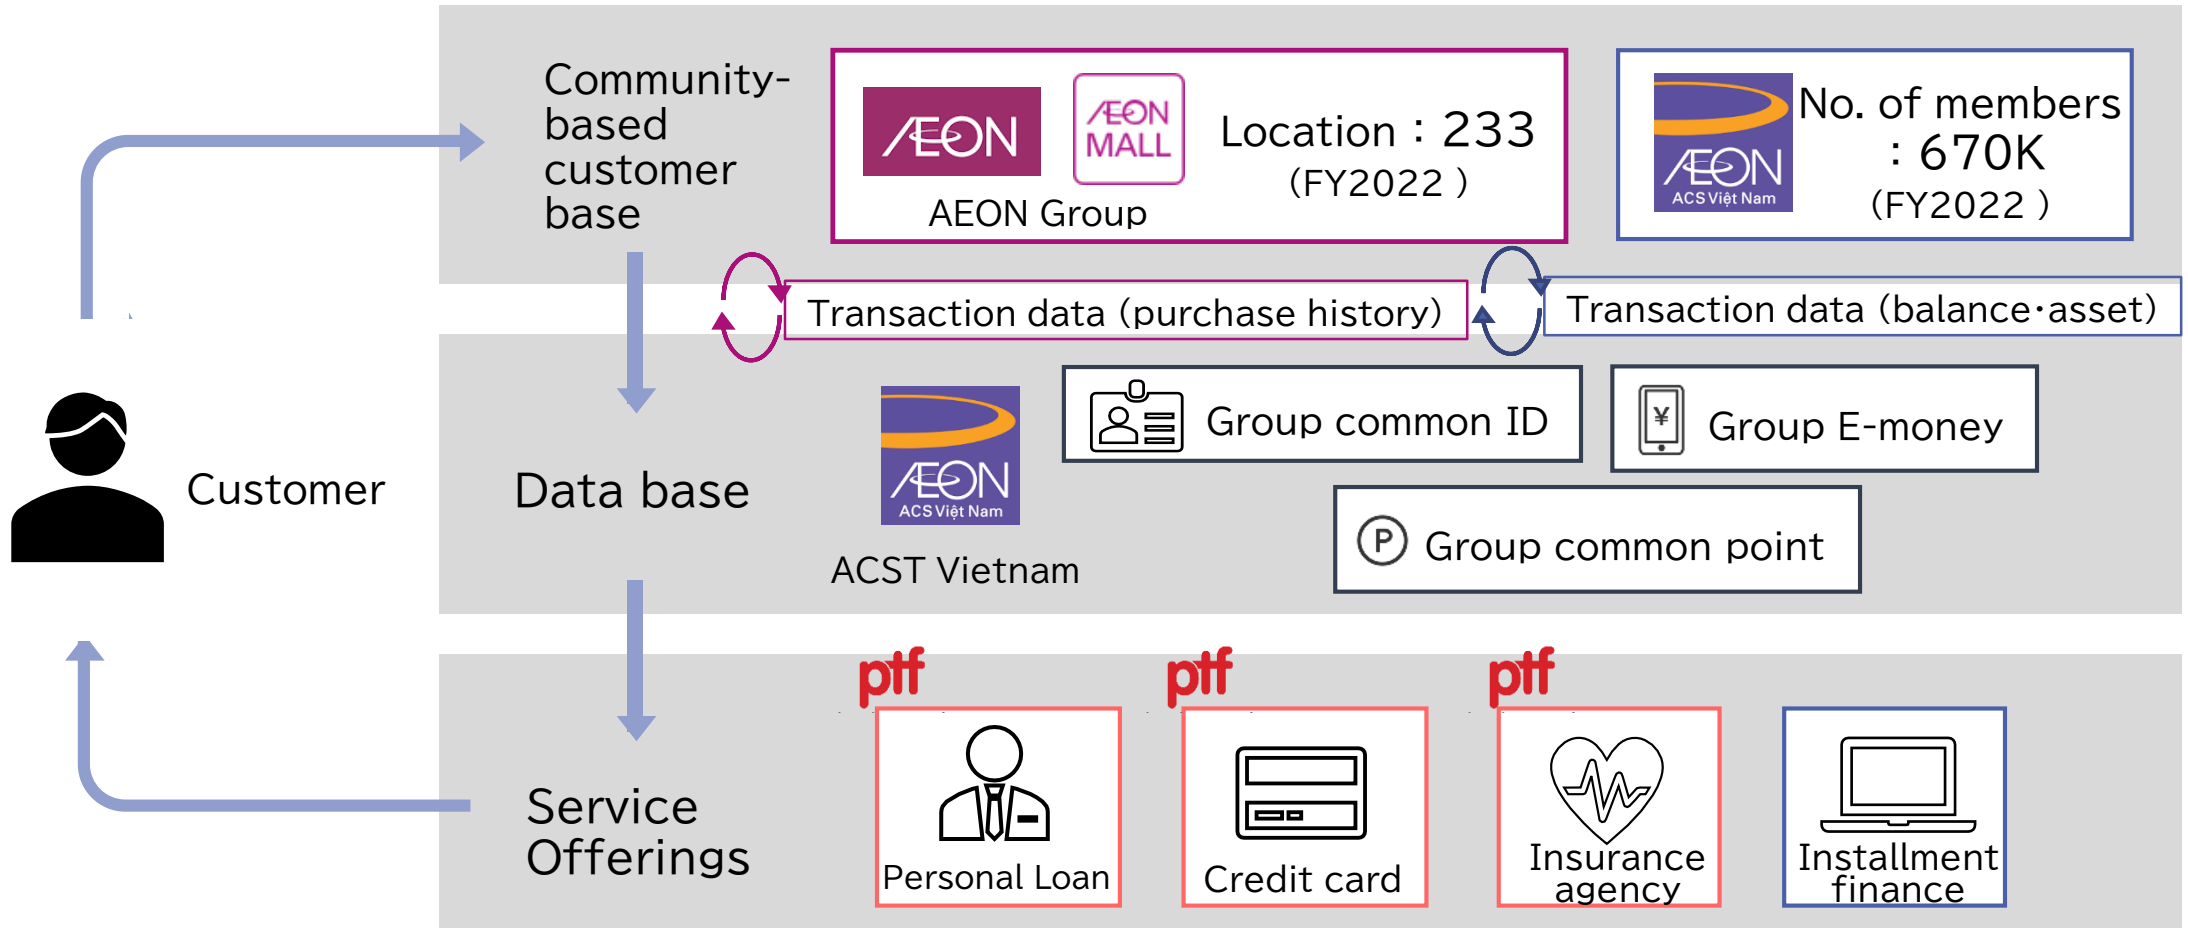 Community-
based
customer
base
ÆON
ÆON
MALL
AEON Group
Location：233
(FY2022 )
ÆON
ACS Việt Nam
No. of members
：670K
(FY2022 )
Transaction data (purchase history)
Transaction data (balance･asset)
Customer
Data base
ÆON
ACS Việt Nam
ACST Vietnam
Group common ID
¥
Group E-money
P
Group common point
Service
Offerings
ptf
Personal Loan
ptf
Credit card
ptf
Insurance
agency
Installment
finance